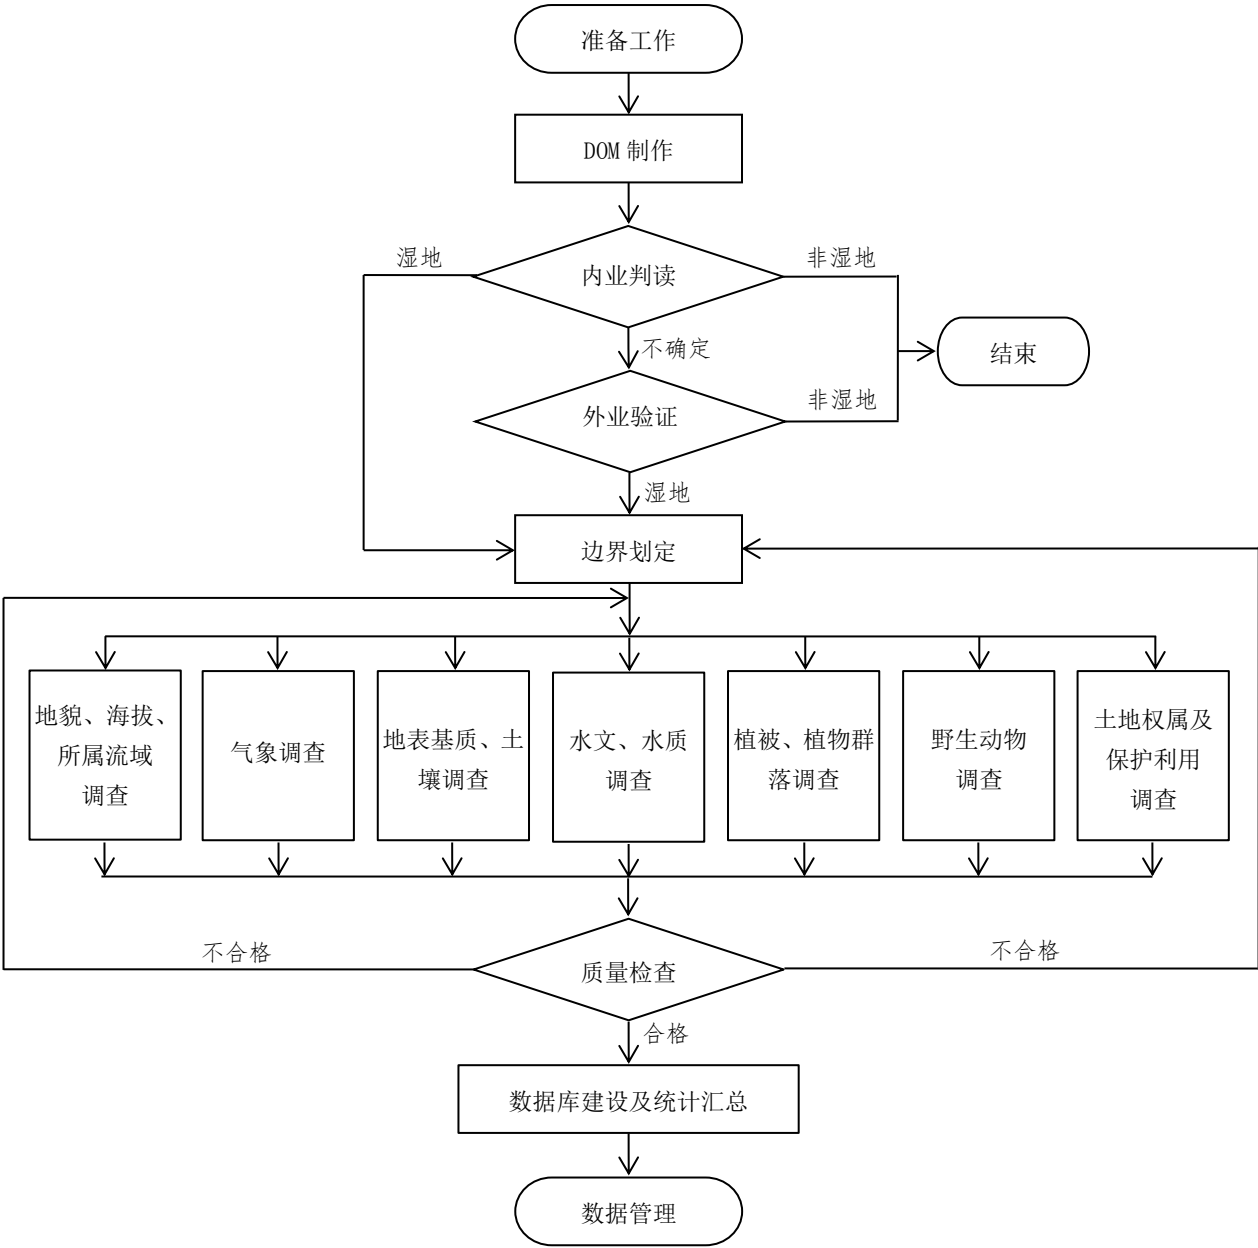 准备工作
DOM 制作
湿地
内业判读
非湿地
不确定
结束
外业验证
非湿地
湿地
边界划定
地貌、海拔、
所属流域
调查
气象调查
地表基质、土
壤调查
水文、水质
调查
植被、植物群
落调查
野生动物
调查
土地权属及
保护利用
调查
不合格
质量检查
不合格
合格
数据库建设及统计汇总
数据管理